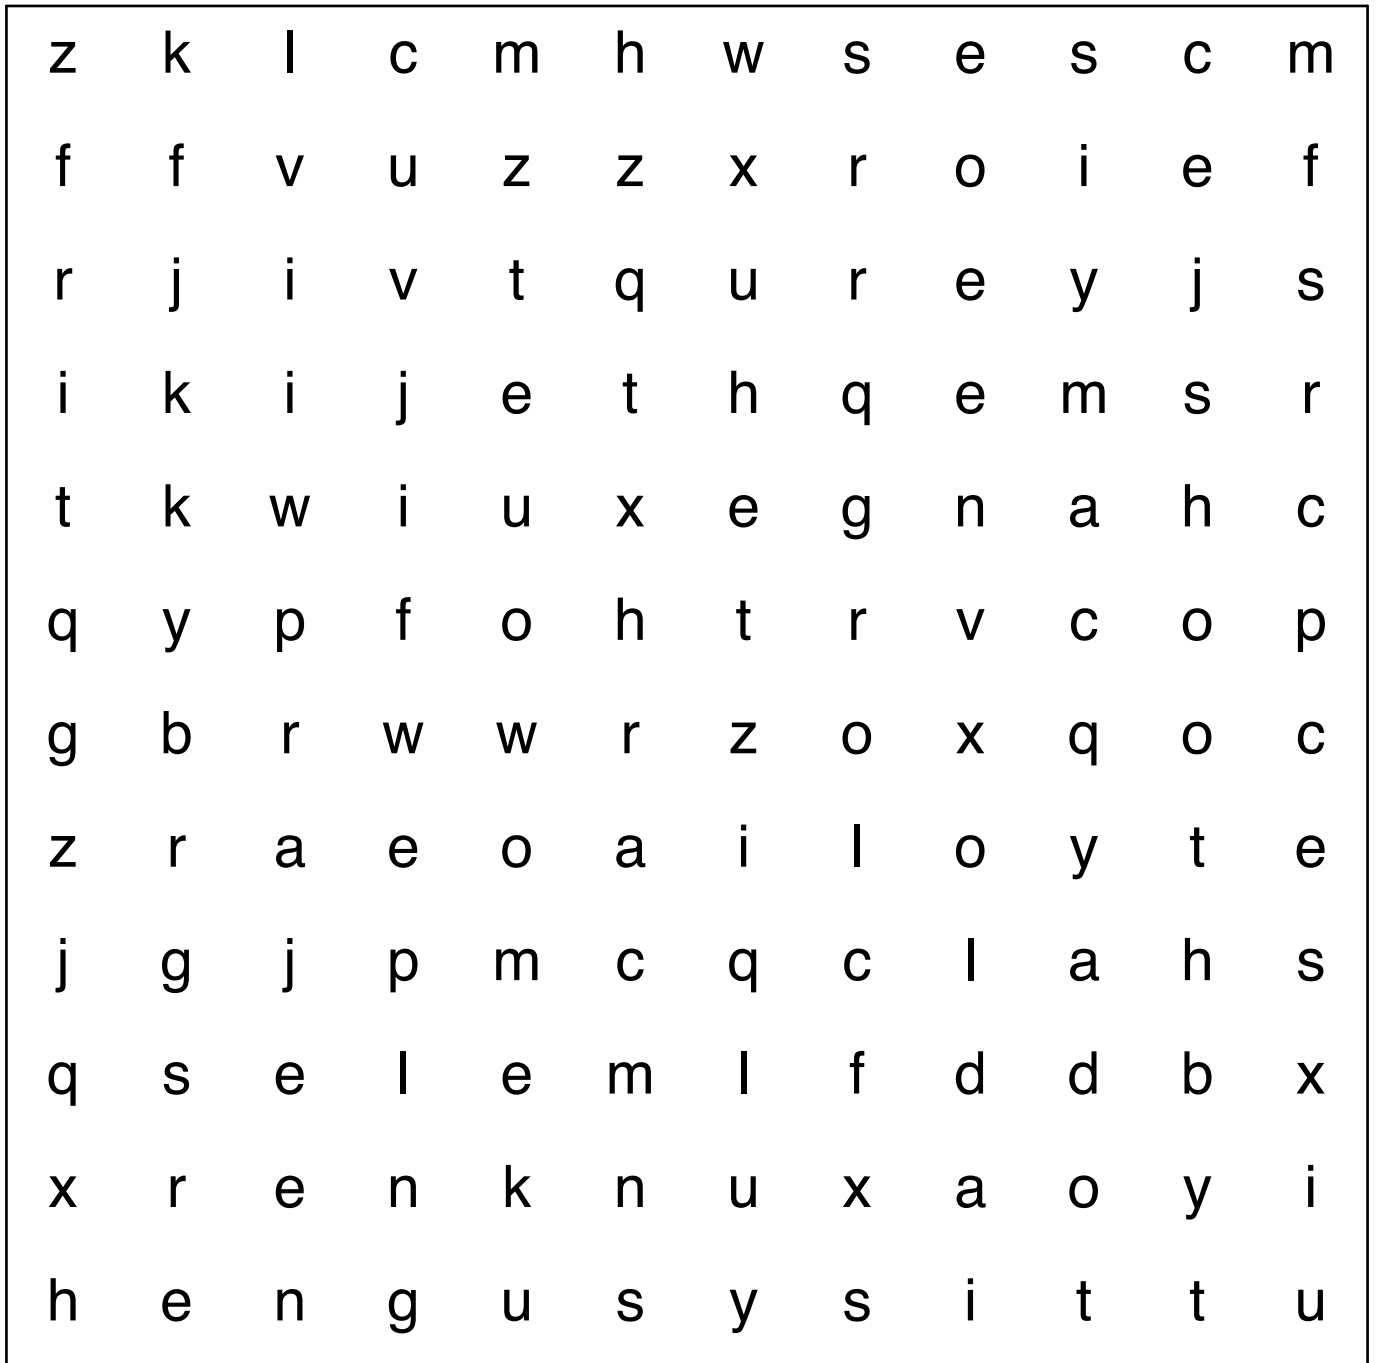 z k l c m h w s e s c m
f f v u z z x r o i e f
r j i v t q u r e y j s
i k i j e t h q e m s r
t k w i u x e g n a h c
q y p f o h t r v c o p
g b r w w r z o x q o c
z r a e o a i l o y t e
j g j p m c q c l a h s
q s e l e m l f d d b x
x r e n k n u x a o y i
h e n g u s y s i t t u